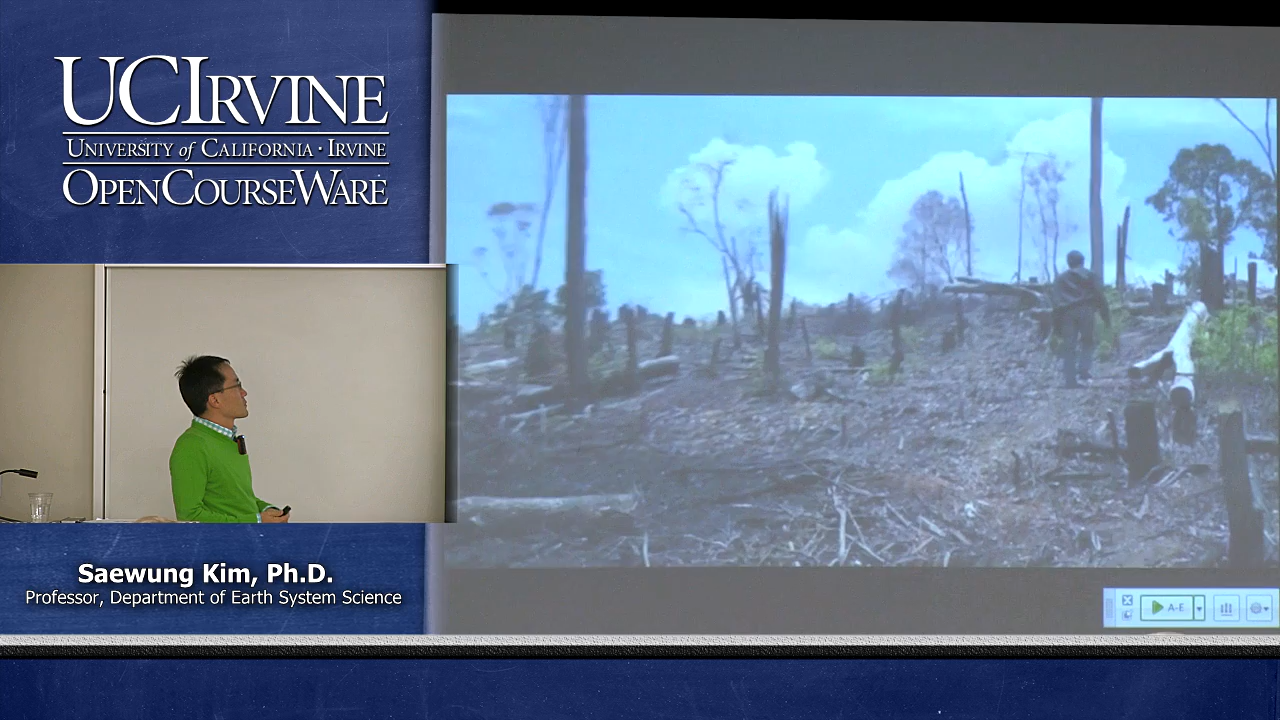 UCIRVINE
UNIVERSITY of CALIFORNIA · IRVINE
OPENCOURSEWARE
Saewung Kim, Ph.D.
Professor, Department of Earth System Science
A-E